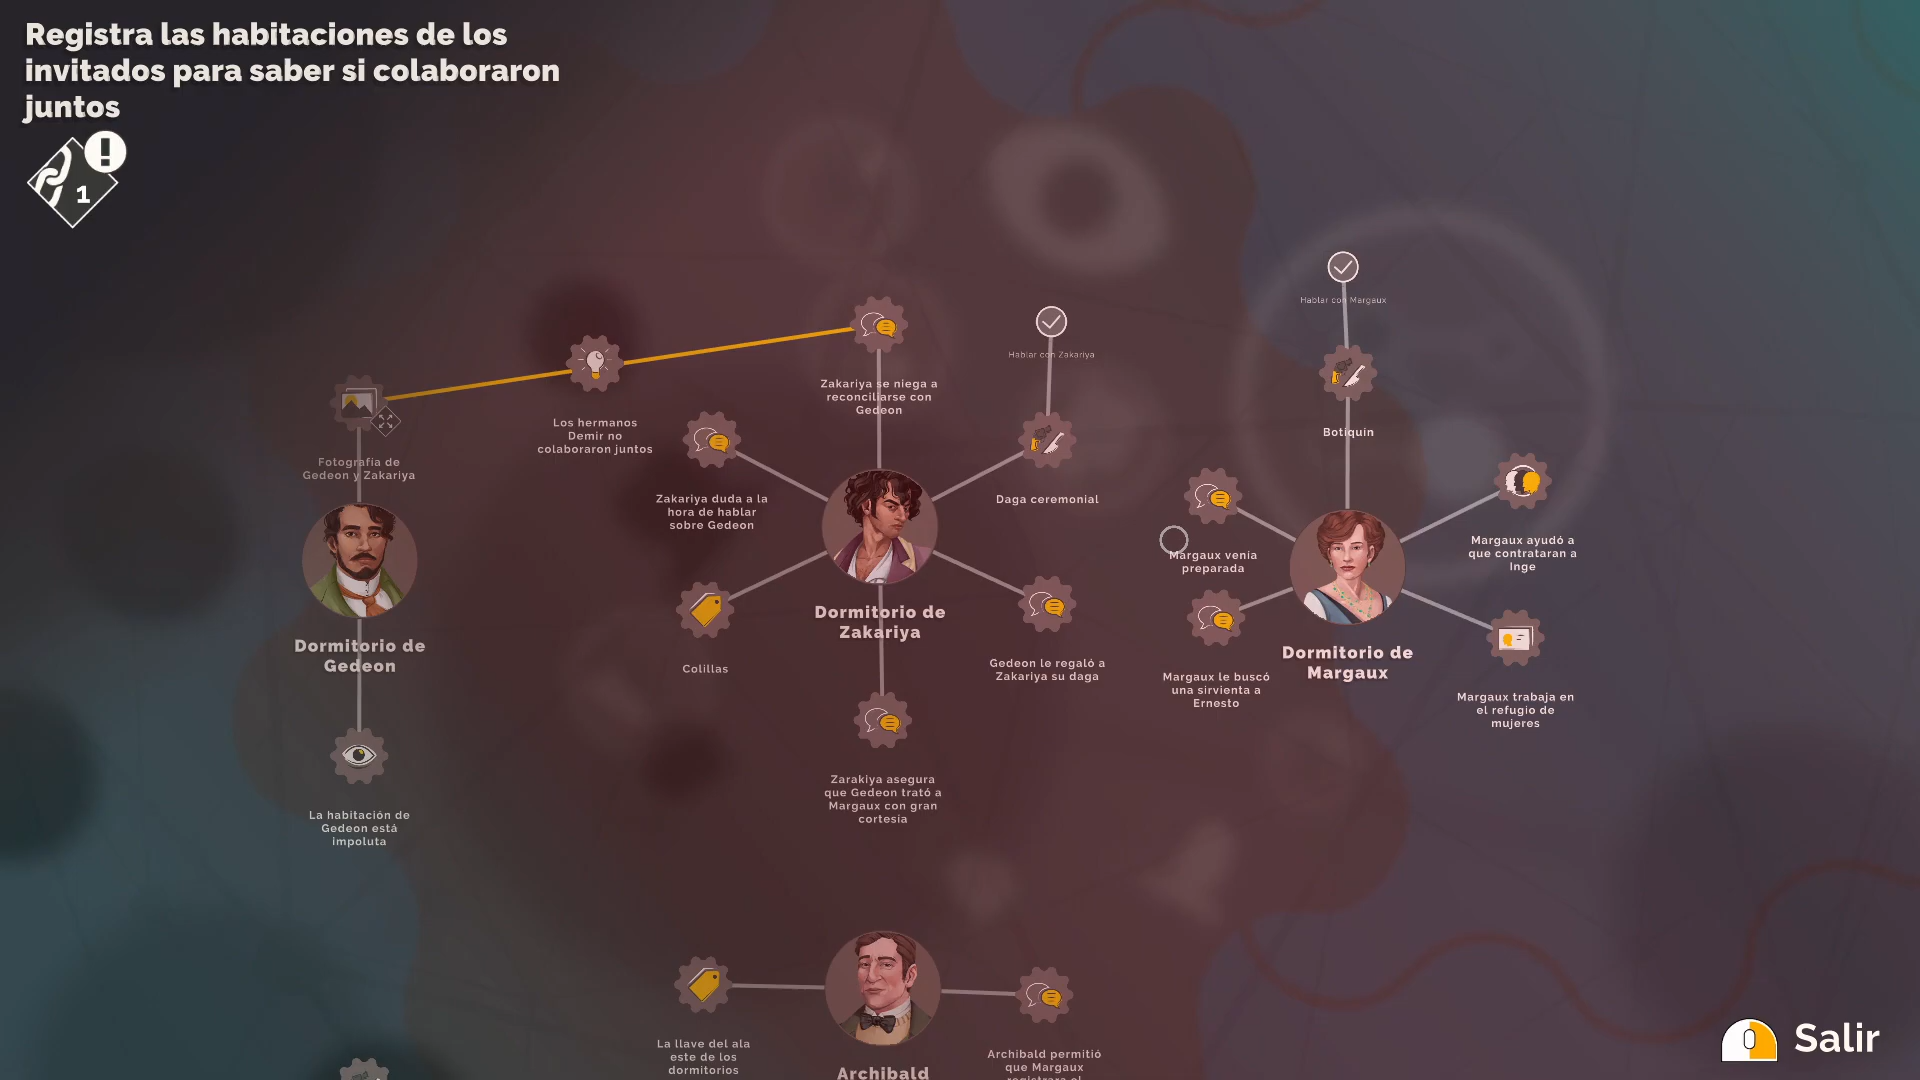 Registra las habitaciones de los
invitados para saber si colaboraron
juntos
1
Hablar con Margaux
Hablar con Zakariya
Zakariya se niega a
reconciliarse con
Gedeon
Los hermanos
Demir no
colaboraron juntos
Botiquín
Fotografía de
Gedeon y Zakariya
Zakariya duda a la
hora de hablar
sobre Gedeon
Daga ceremonial
Margaux venía
preparada
Margaux ayudó a
que contrataran a
Inge
Dormitorio de
Gedeon
Dormitorio de
Zakariya
Dormitorio de
Margaux
Colillas
Gedeon le regaló a
Zakariya su daga
Margaux le buscó
una sirvienta a
Ernesto
Margaux trabaja en
el refugio de
mujeres
La habitación de
Gedeon está
impoluta
Zarakiya asegura
que Gedeon trató a
Margaux con gran
cortesía
La llave del ala
este de los
dormitorios
Archibald
Archibald permitió
que Margaux
registrara el
Salir